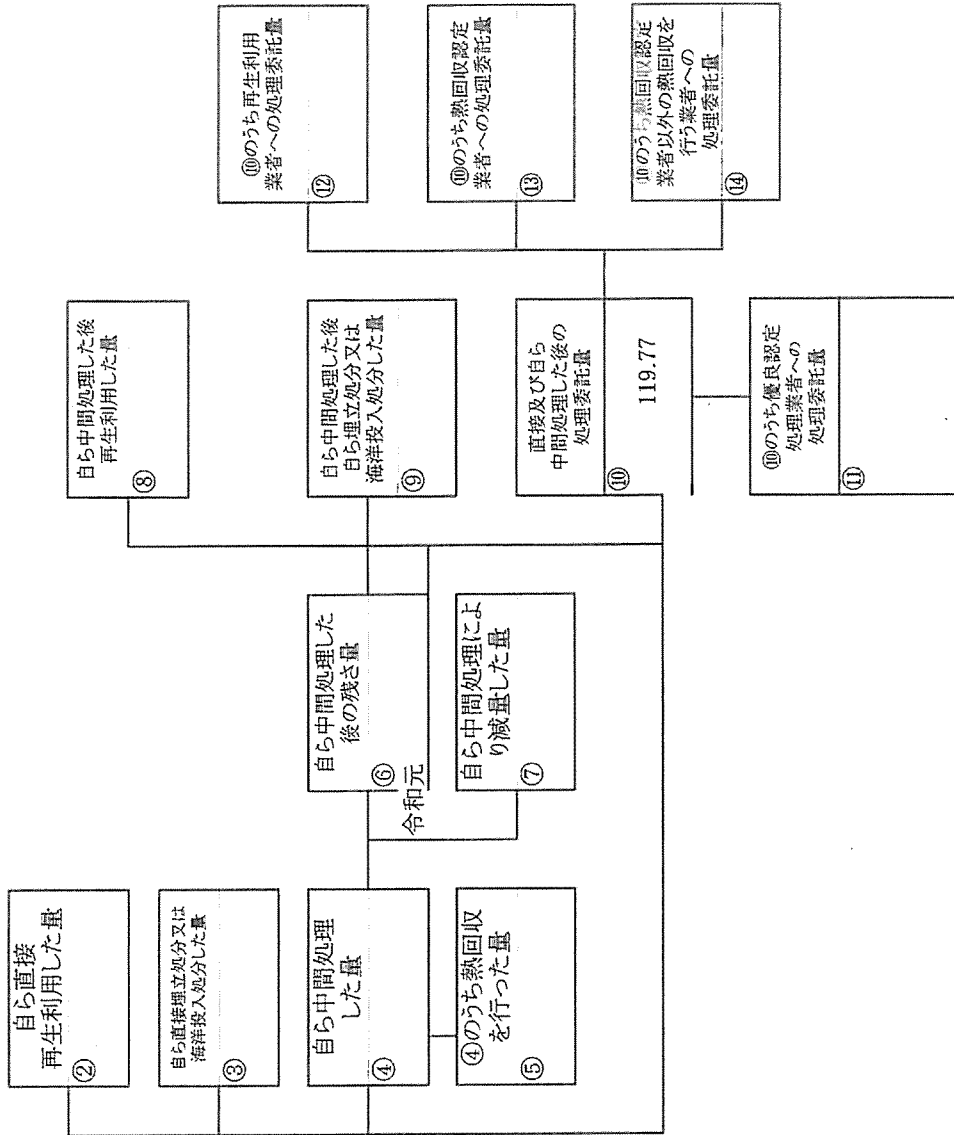 自ら直接
再生利用した量
②
自ら直接埋立処分又は
海洋投入処分した量
③
自ら中間処理
した量
④
④のうち熱回収
を行った量
⑤
自ら中間処理した
後の残さ量
⑥
令和元
自ら中間処理によ
り減量した量
⑦
自ら中間処理した後
再生利用した量
⑧
自ら中間処理した後
自ら埋立処分又は
海洋投入処分した量
⑨
直接及び自ら
中間処理した後の
処理委託量
⑩
119.77
⑩のうち優良認定
処理業者への
処理委託量
⑪
⑩のうち再生利用
業者への処理委託量
⑫
⑩のうち熱回収認定
業者への処理委託量
⑬
⑩のうち熱回収認定
業者以外の熱回収を
行う業者への
処理委託量
⑭